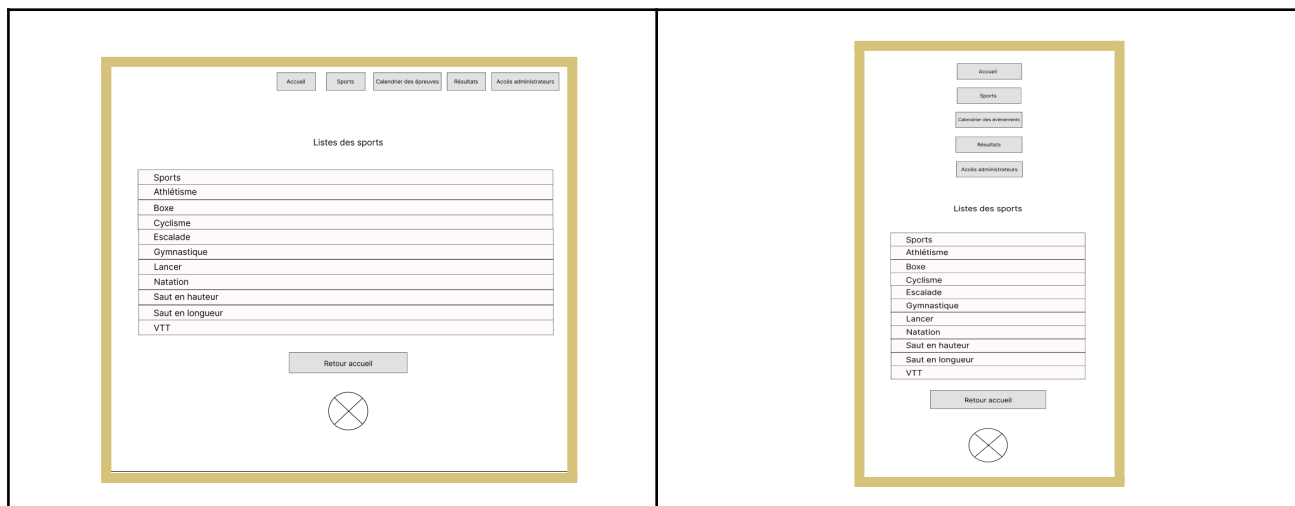 Accueil Sports Calendrier des épreuves Résultats Accès administrateurs
Listes des sports
Sports
Athlétisme
Boxe
Cyclisme
Escalade
Gymnastique
Lancer
Natation
Saut en hauteur
Saut en longueur
VTT
Retour accueil
Accueil
Sports
Calendrier des évènements
Résultats
Accès administrateurs
Listes des sports
Sports
Athlétisme
Boxe
Cyclisme
Escalade
Gymnastique
Lancer
Natation
Saut en hauteur
Saut en longueur
VTT
Retour accueil